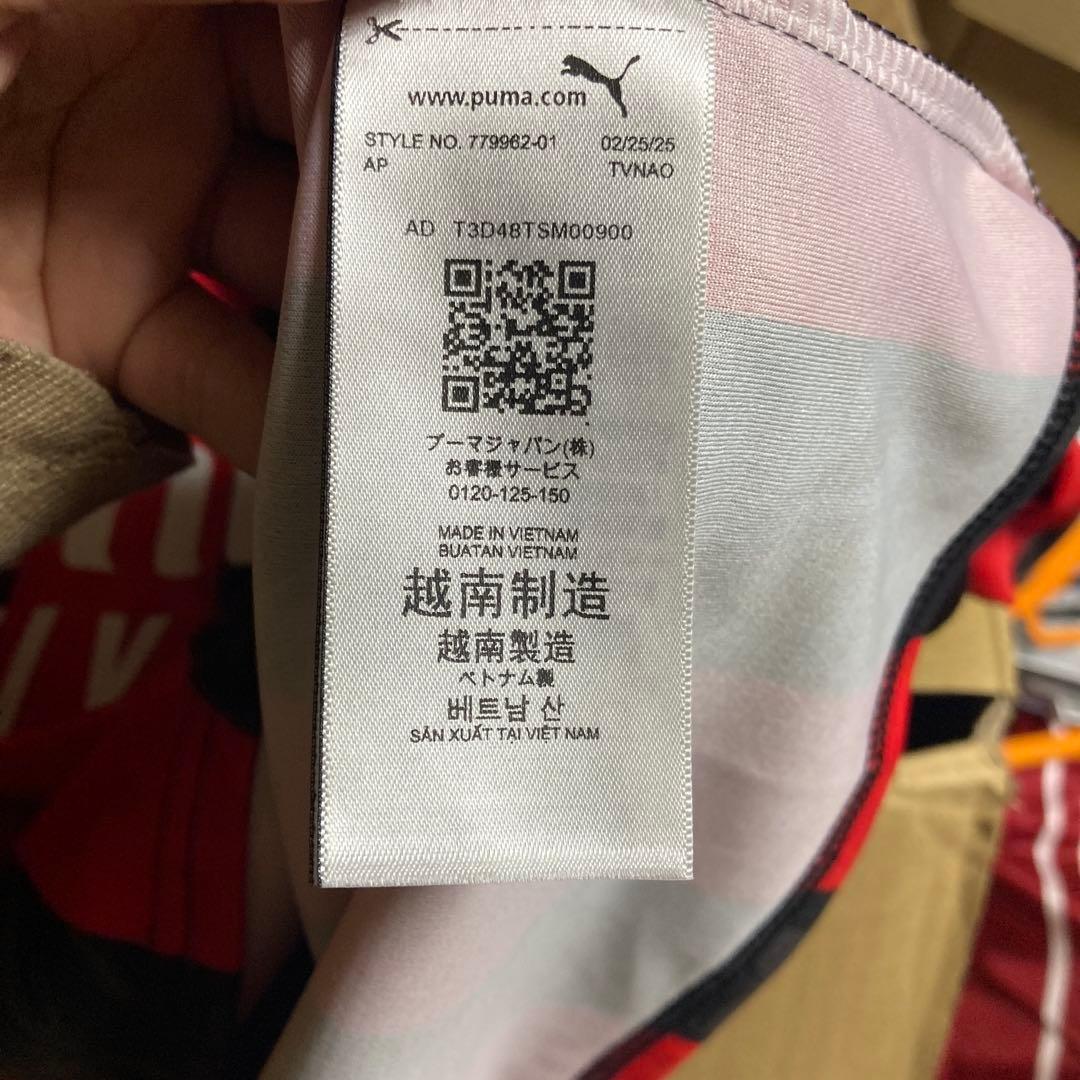 www.puma.com
STYLE NO. 779962-01 02/25/25
AP TVNAO
AD T3D48TSM00900
プーマジャパン(株)
お客様サービス
0120-125-150
MADE IN VIETNAM
BUATAN VIETNAM
越南制造
越南製造
ベトナム製
베트남 산
SẢN XUẤT TẠI VIỆT NAM